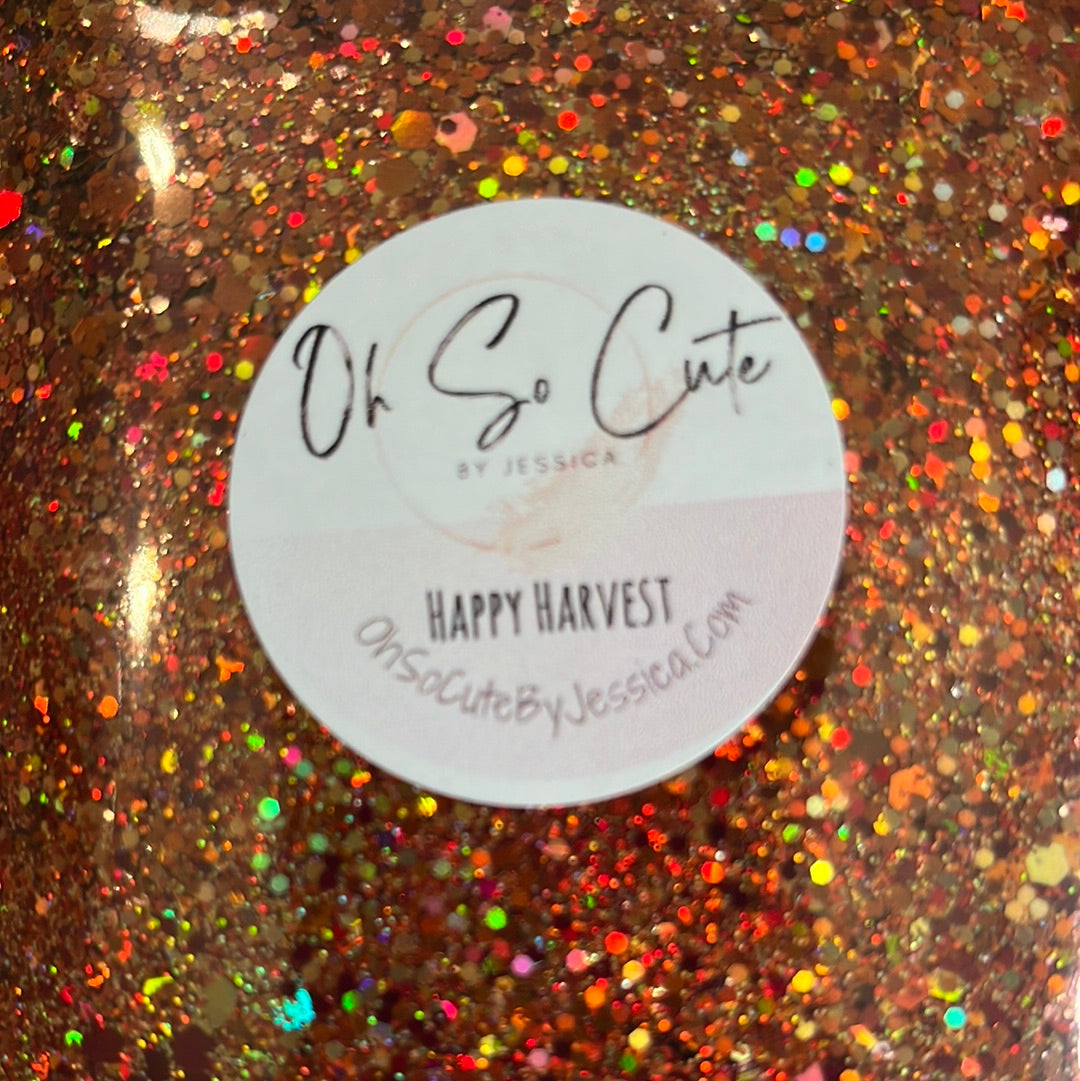 Oh So Cute
BY JESSICA
HAPPY HARVEST
OhSoCuteByJessica.Com